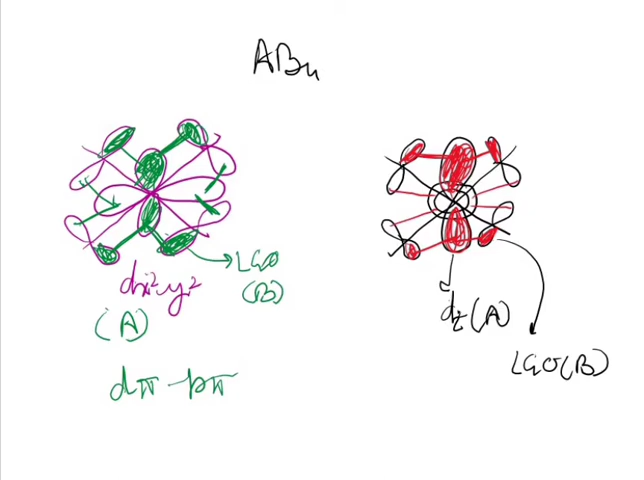 AB₄
LGO
(B)
dx²-y²
(A)
dπ-pπ
dz²(A)
LGO(B)